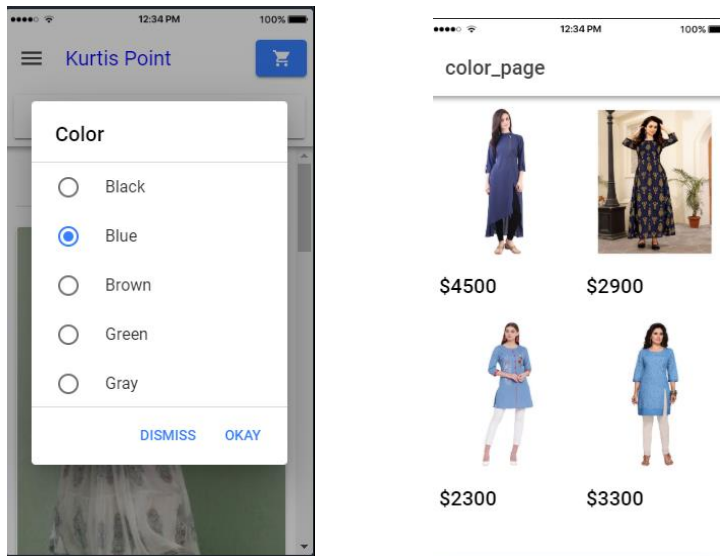 12:34 PM
100%
Kurtis Point
Color
Black
Blue
Brown
Green
Gray
DISMISS
OKAY
12:34 PM
100%
color_page
$4500
$2900
$2300
$3300